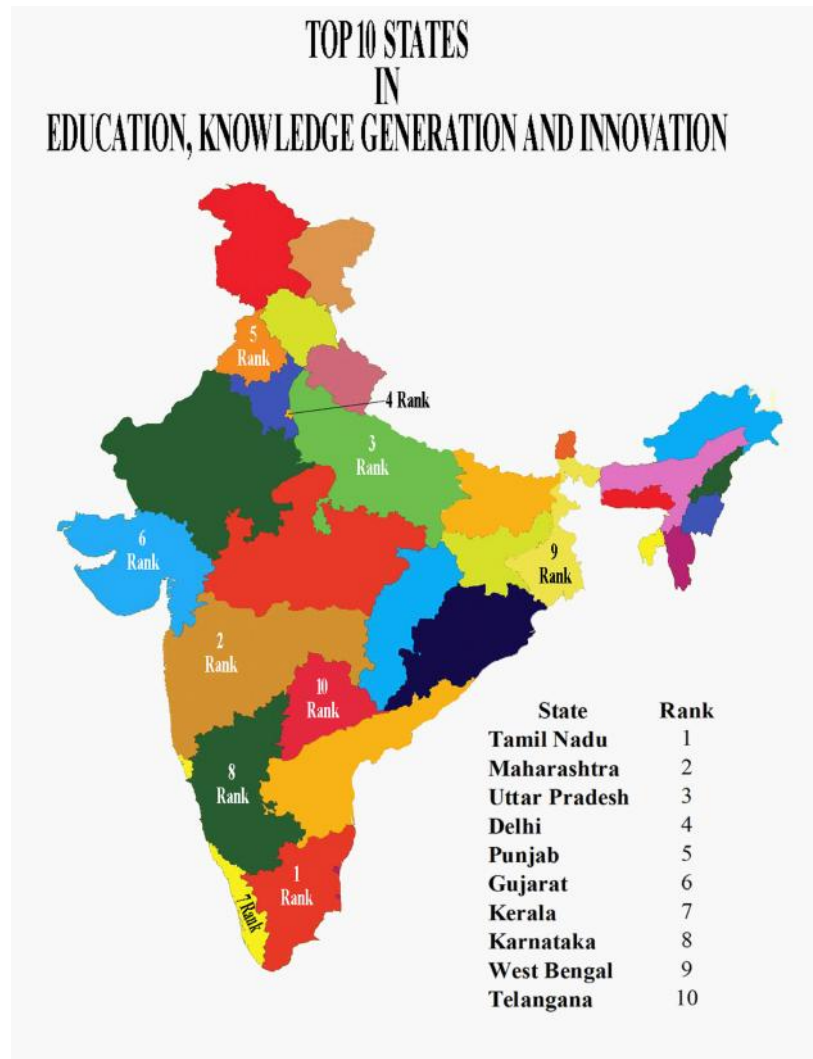 TOP 10 STATES
IN
EDUCATION, KNOWLEDGE GENERATION AND INNOVATION
5
Rank
4 Rank
3
Rank
6
Rank
9
Rank
2
Rank
10
Rank
8
Rank
1
Rank
7 Rank
State Rank
Tamil Nadu 1
Maharashtra 2
Uttar Pradesh 3
Delhi 4
Punjab 5
Gujarat 6
Kerala 7
Karnataka 8
West Bengal 9
Telangana 10